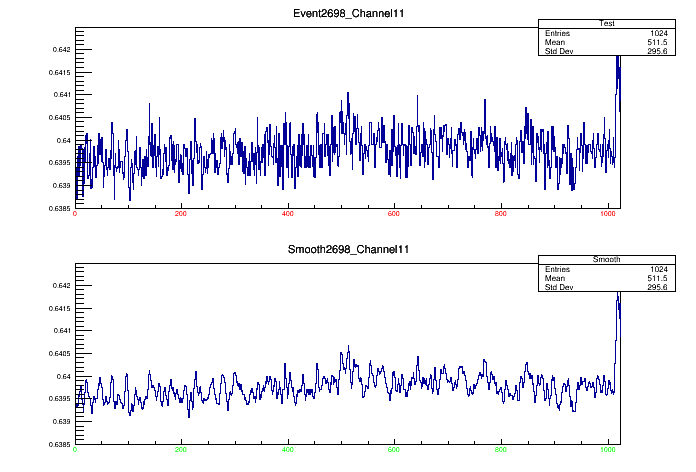 Event2698_Channel11
Test
Entries 1024
Mean 511.5
Std Dev 295.6
0.642
0.6415
0.641
0.6405
0.64
0.6395
0.639
0.6385
0 200 400 600 800 1000
Smooth2698_Channel11
Smooth
Entries 1024
Mean 511.5
Std Dev 295.6
0.642
0.6415
0.641
0.6405
0.64
0.6395
0.639
0.6385
0 200 400 600 800 1000